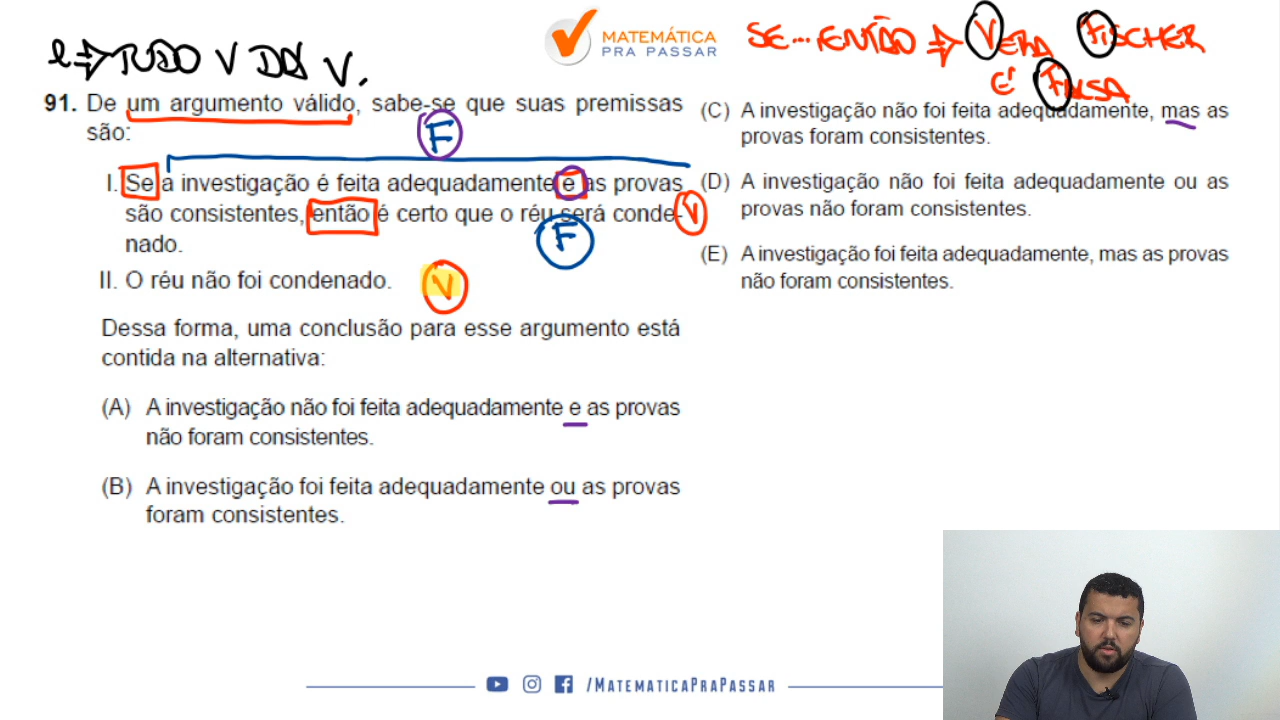 e => TUDO V DÁ V.
MATEMÁTICA
PRA PASSAR
SE... ENTÃO => VERA FISCHER
É FALSA
91. De um argumento válido, sabe-se que suas premissas
são:
F
I. Se a investigação é feita adequadamente e as provas
são consistentes, então é certo que o réu será conde-
nado.
V
F
II. O réu não foi condenado.
V
Dessa forma, uma conclusão para esse argumento está
contida na alternativa:
(A) A investigação não foi feita adequadamente e as provas
não foram consistentes.
(B) A investigação foi feita adequadamente ou as provas
foram consistentes.
(C) A investigação não foi feita adequadamente, mas as
provas foram consistentes.
(D) A investigação não foi feita adequadamente ou as
provas não foram consistentes.
(E) A investigação foi feita adequadamente, mas as provas
não foram consistentes.
/MATEMATICAPRAPASSAR